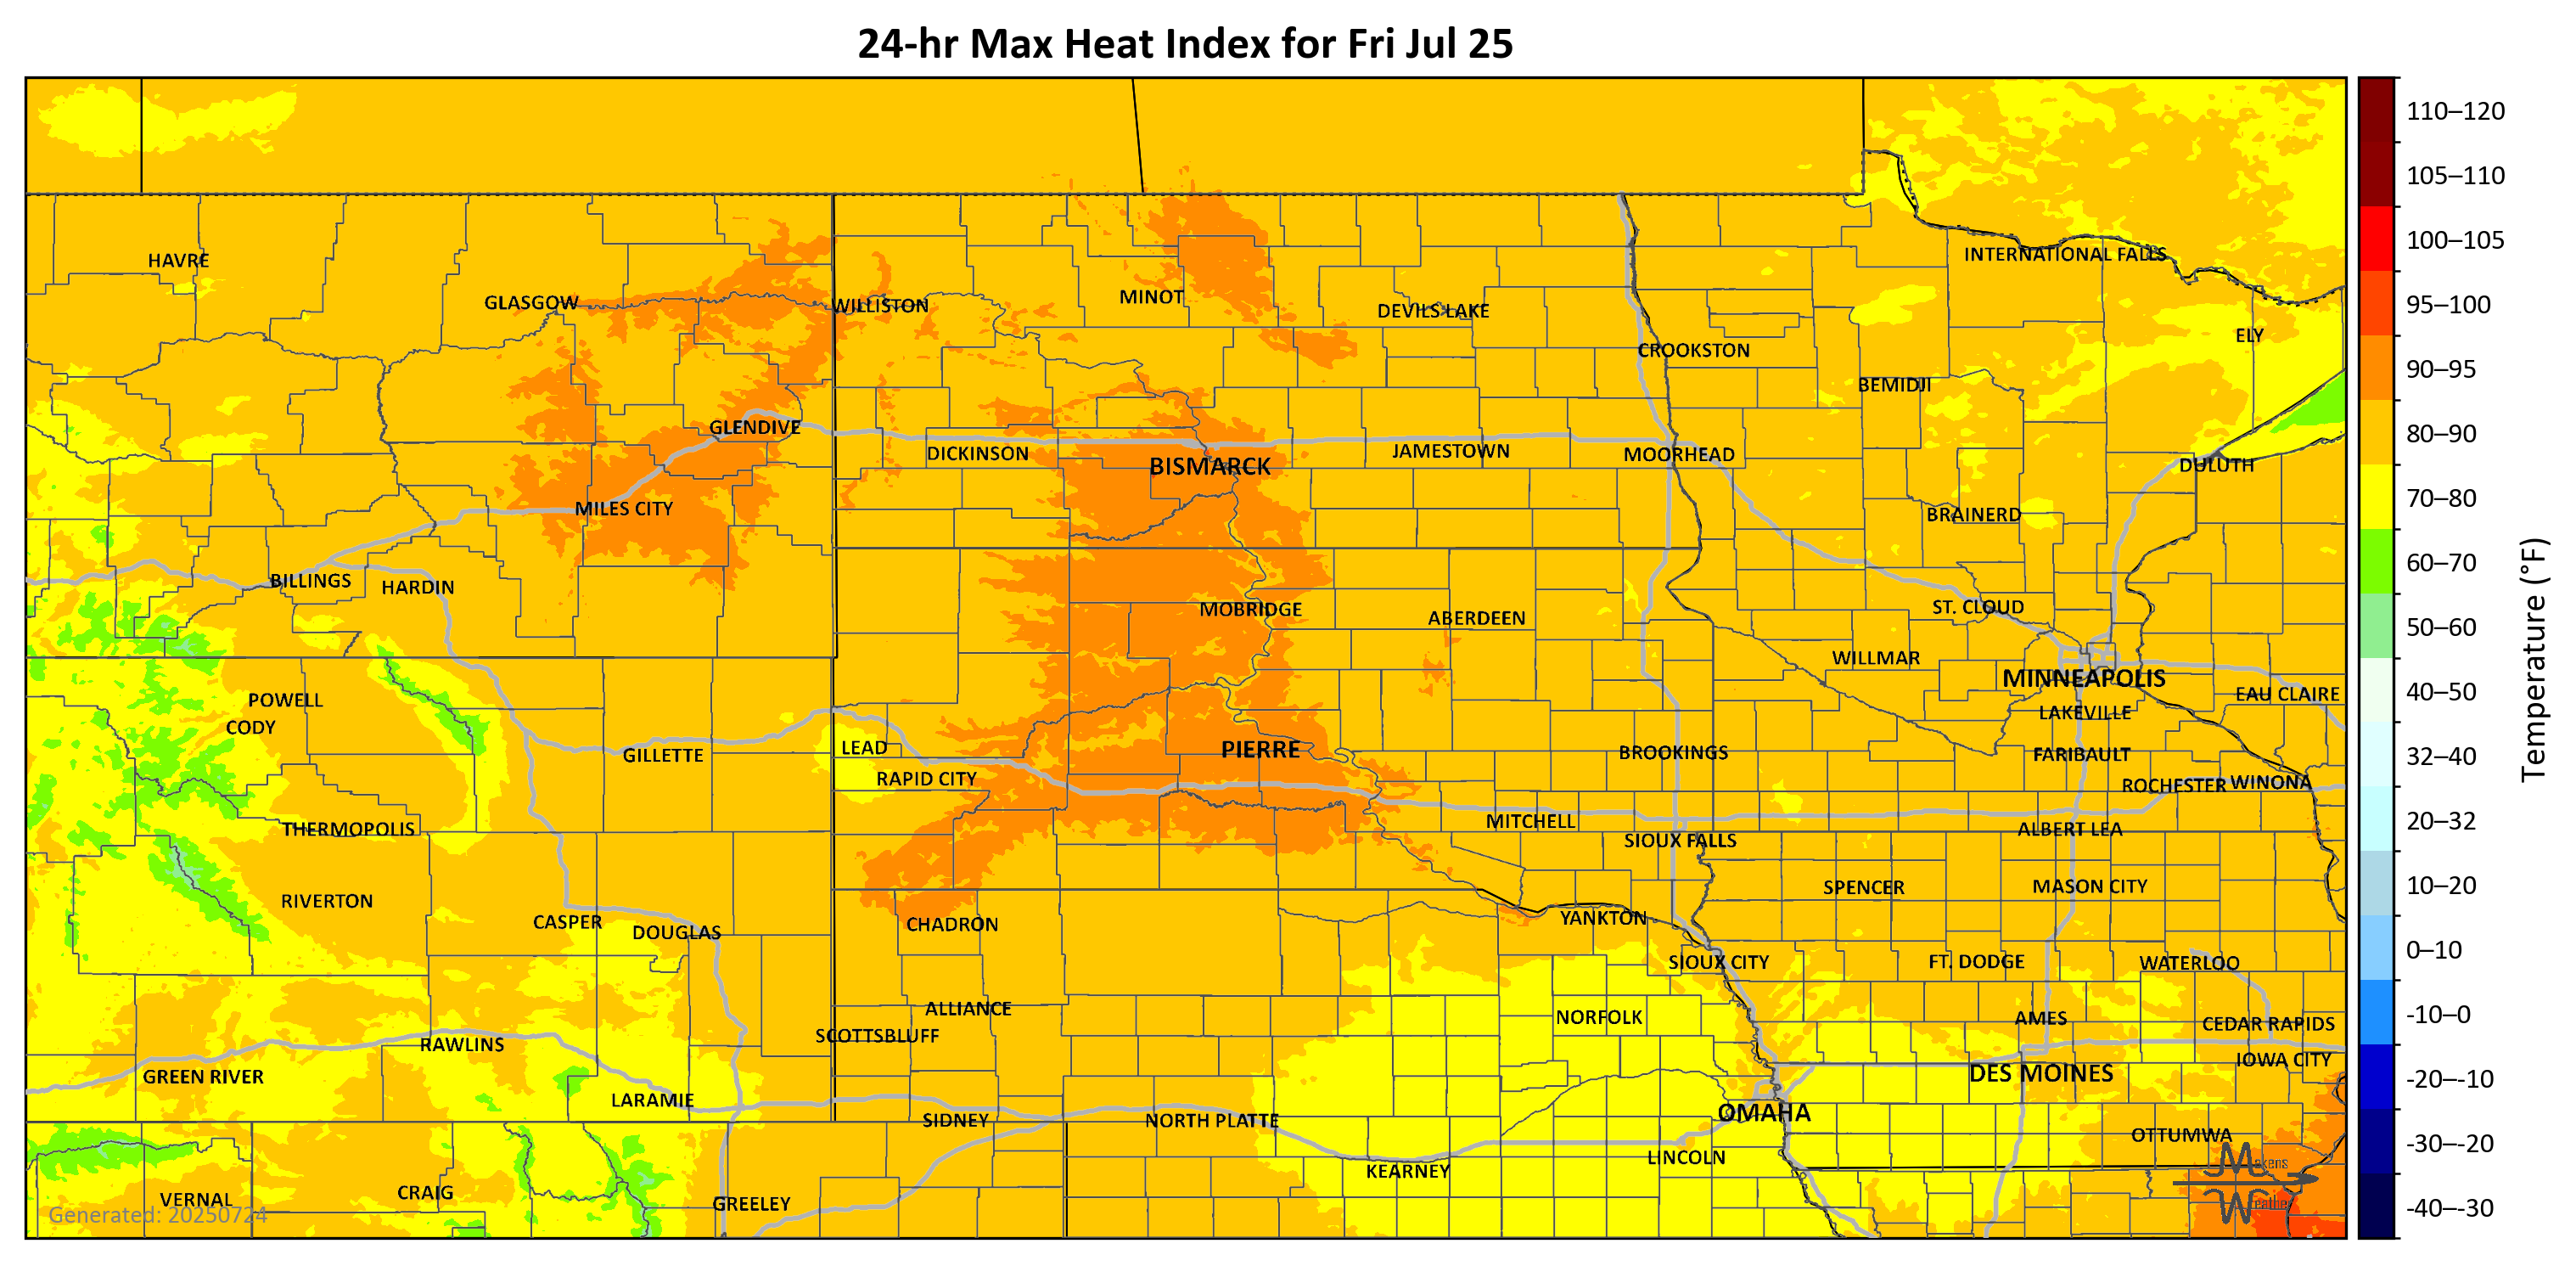 24-hr Max Heat Index for Fri Jul 25
HAVRE
GLASGOW
WILLISTON
MINOT
DEVILS LAKE
INTERNATIONAL FALLS
ELY
CROOKSTON
BEMIDJI
GLENDIVE
DICKINSON
BISMARCK
JAMESTOWN
MOORHEAD
DULUTH
MILES CITY
BRAINERD
BILLINGS
HARDIN
MOBRIDGE
ABERDEEN
ST. CLOUD
WILLMAR
MINNEAPOLIS
EAU CLAIRE
POWELL
CODY
LAKEVILLE
GILLETTE
LEAD
PIERRE
BROOKINGS
FARIBAULT
RAPID CITY
ROCHESTER
WINONA
THERMOPOLIS
MITCHELL
SIOUX FALLS
ALBERT LEA
RIVERTON
SPENCER
MASON CITY
CASPER
DOUGLAS
CHADRON
YANKTON
SIOUX CITY
FT. DODGE
WATERLOO
ALLIANCE
NORFOLK
AMES
CEDAR RAPIDS
SCOTTSBLUFF
RAWLINS
IOWA CITY
GREEN RIVER
DES MOINES
LARAMIE
OMAHA
SIDNEY
NORTH PLATTE
OTTUMWA
KEARNEY
LINCOLN
VERNAL
CRAIG
GREELEY
Generated: 20250724
Makens
Weather
110–120
105–110
100–105
95–100
90–95
80–90
70–80
60–70
50–60
40–50
32–40
20–32
10–20
0–10
-10–0
-20–-10
-30–-20
-40–-30
Temperature (°F)